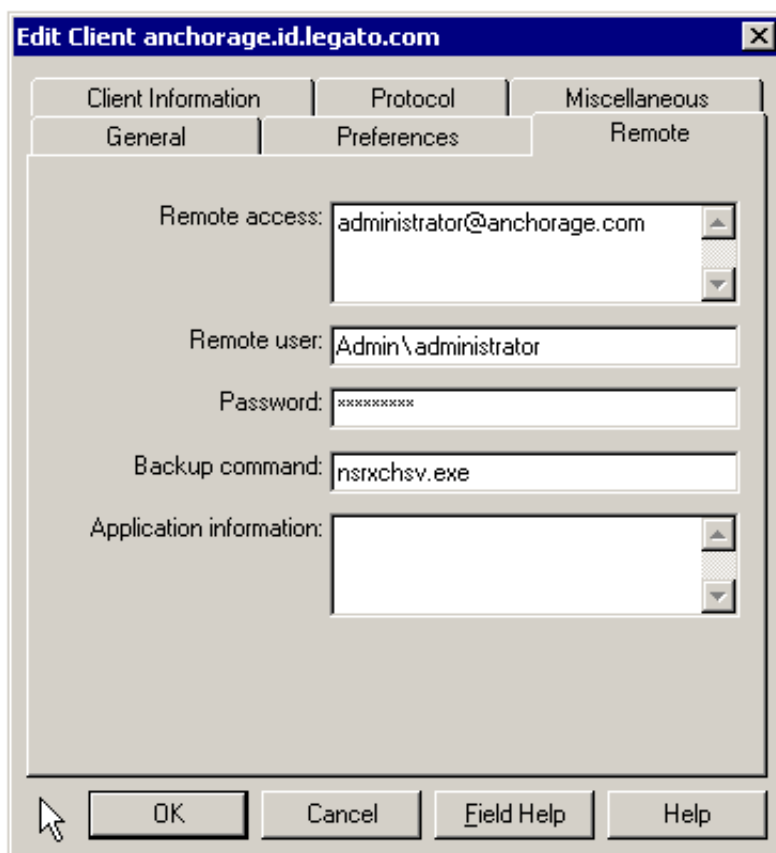 Edit Client anchorage.id.legato.com
Client Information Protocol Miscellaneous
General Preferences Remote
Remote access: administrator@anchorage.com
Remote user: Admin\administrator
Password: *********
Backup command: nsrxchsv.exe
Application information:
OK Cancel Field Help Help